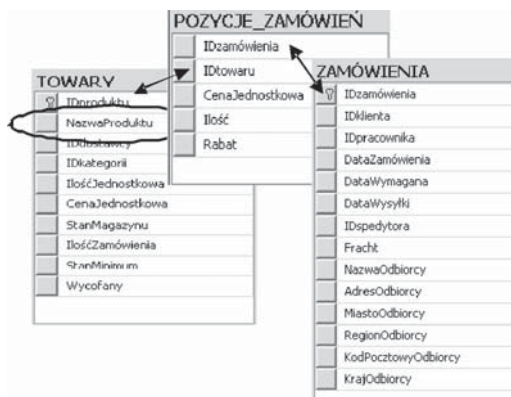 POZYCJE_ZAMÓWIEŃ
IDzamówienia
IDtowaru
CenaJednostkowa
Ilość
Rabat
TOWARY
IDproduktu
NazwaProduktu
IDdostawcy
IDkategorii
IlośćJednostkowa
CenaJednostkowa
StanMagazynu
IlośćZamówienia
StanMinimum
Wycofany
ZAMÓWIENIA
IDzamówienia
IDklienta
IDpracownika
DataZamówienia
DataWymagana
DataWysyłki
IDspedytora
Fracht
NazwaOdbiorcy
AdresOdbiorcy
MiastoOdbiorcy
RegionOdbiorcy
KodPocztowyOdbiorcy
KrajOdbiorcy